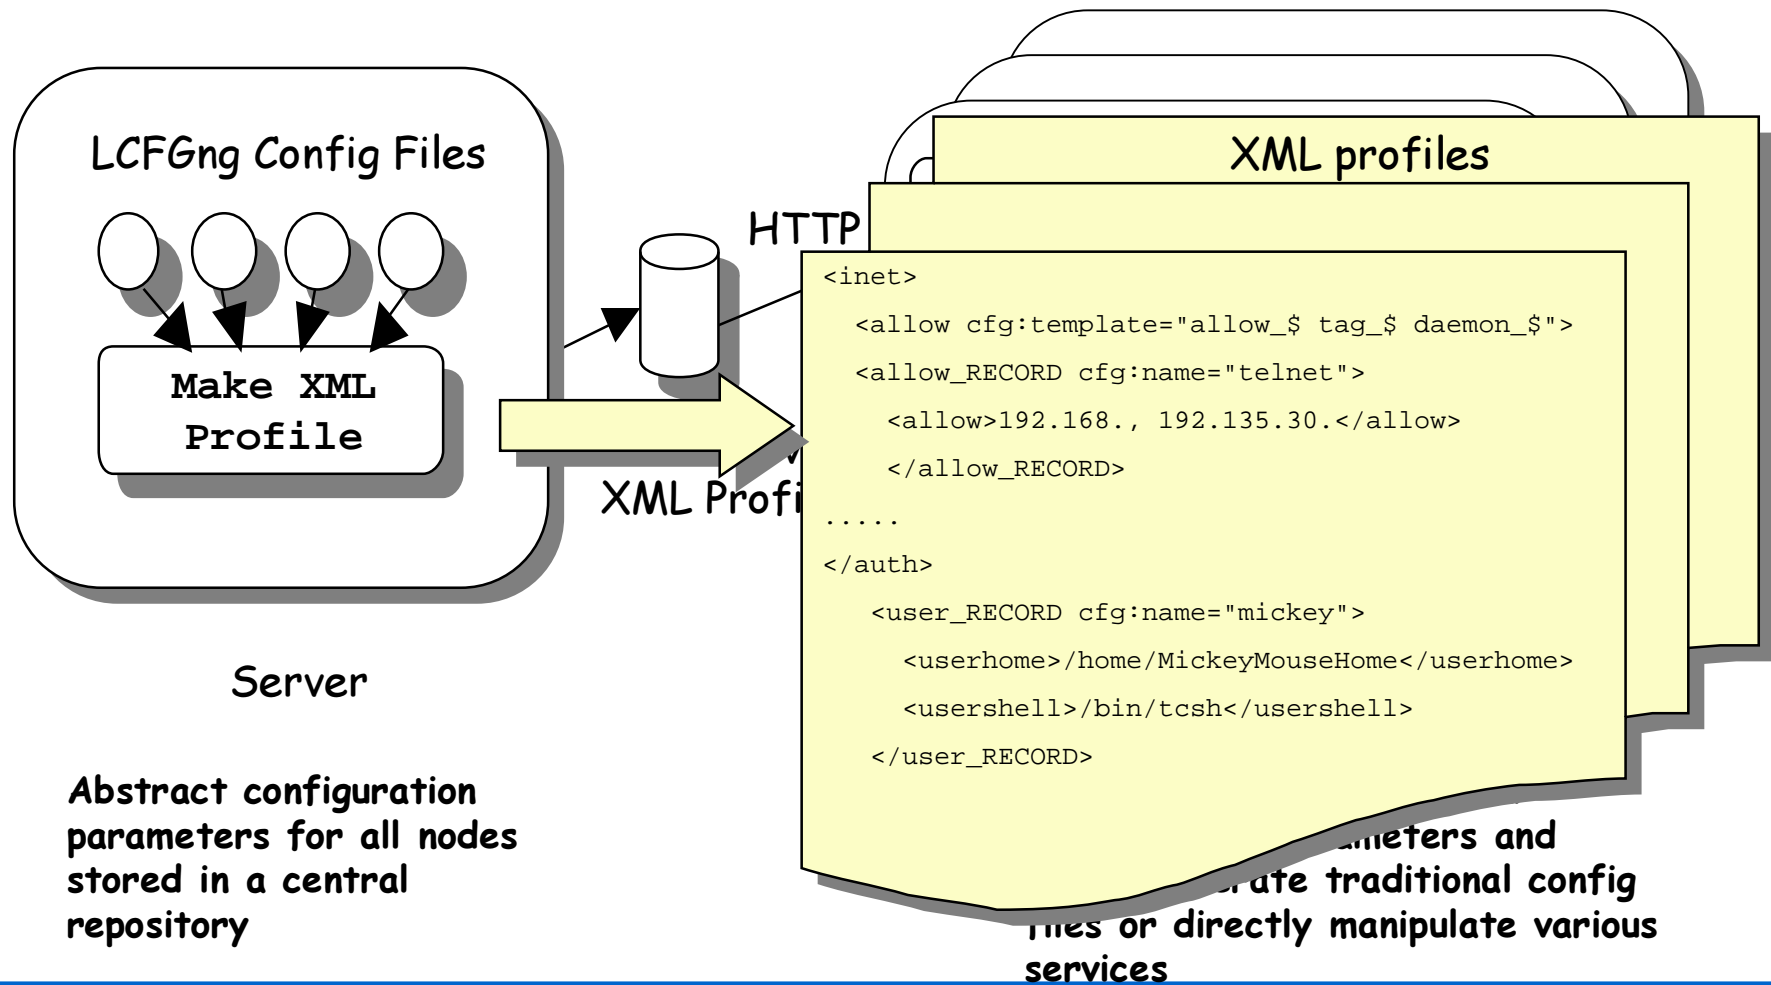 LCFGng Config Files
Make XML
Profile
Server
Abstract configuration
parameters for all nodes
stored in a central
repository
HTTP
XML
XML profiles
<inet>
<allow cfg:template="allow_$ tag_$ daemon_$">
<allow_RECORD cfg:name="telnet">
<allow>192.168., 192.135.30.</allow>
</allow_RECORD>
.....
</auth>
<user_RECORD cfg:name="mickey">
<userhome>/home/MickeyMouseHome</userhome>
<usershell>/bin/tcsh</usershell>
</user_RECORD>
and
traditional config
or directly manipulate various
services